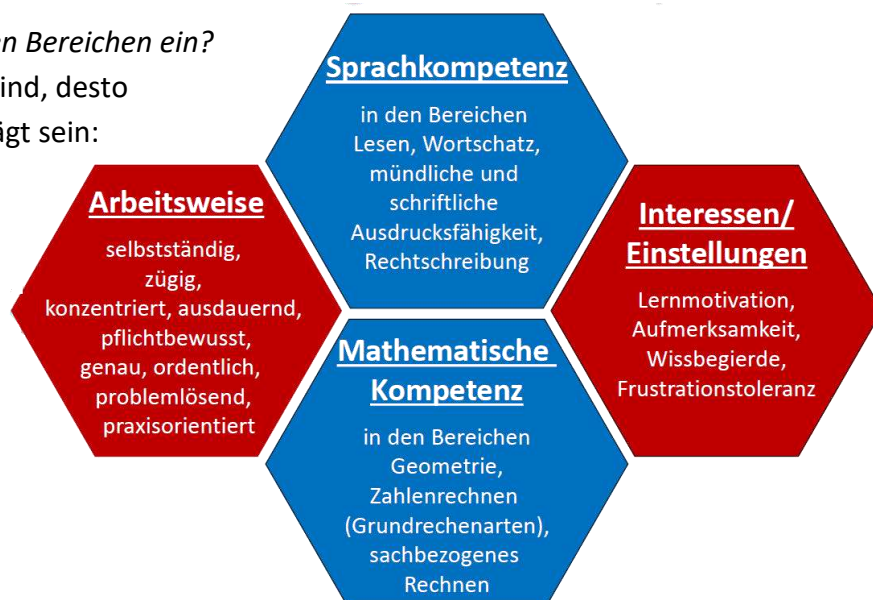 en Bereichen ein?
ind, desto
igt sein:
Sprachkompetenz
in den Bereichen
Lesen, Wortschatz,
mündliche und
schriftliche
Ausdrucksfähigkeit,
Rechtschreibung
Arbeitsweise
selbstständig,
zügig,
konzentriert, ausdauernd,
pflichtbewusst,
genau, ordentlich,
problemlösend,
praxisorientiert
Interessen/
Einstellungen
Lernmotivation,
Aufmerksamkeit,
Wissbegierde,
Frustrationstoleranz
Mathematische
Kompetenz
in den Bereichen
Geometrie,
Zahlenrechnen
(Grundrechenarten),
sachbezogenes
Rechnen